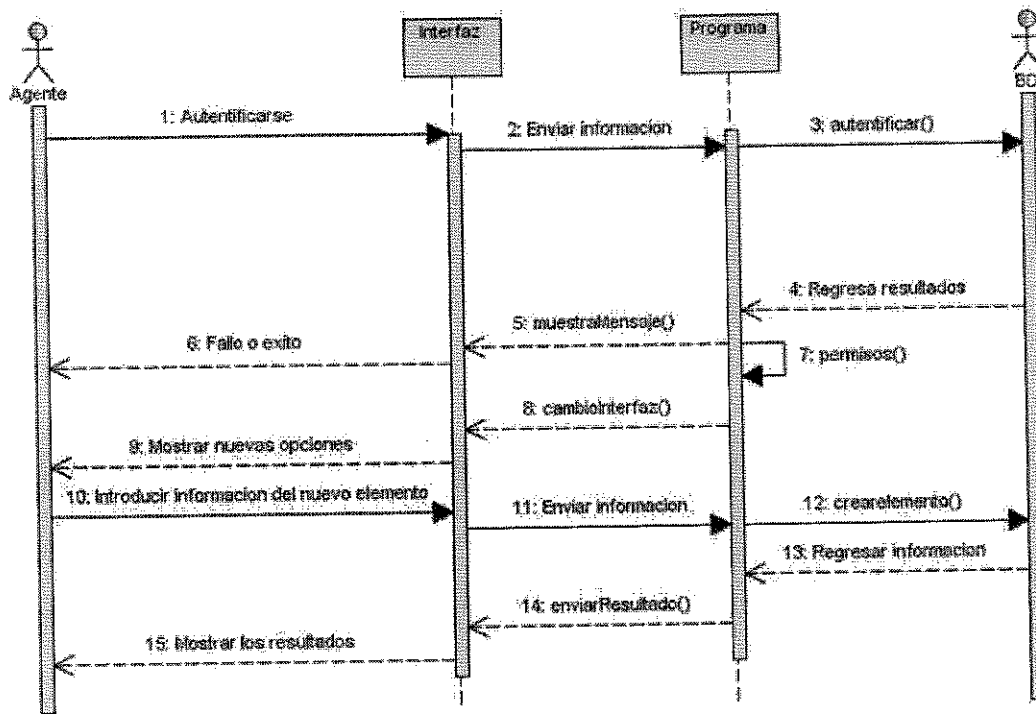 Interfaz
Programa
Agente
BD
1: Autentificarse
2: Enviar informacion
3: autentificar()
4: Regresa resultados
5: muestraMensaje()
6: Fallo o exito
7: permisos()
8: cambioInterfaz()
9: Mostrar nuevas opciones
10: Introducir informacion del nuevo elemento
11: Enviar informacion
12: crearelemento()
13: Regresar informacion
14: enviarResultado()
15: Mostrar los resultados